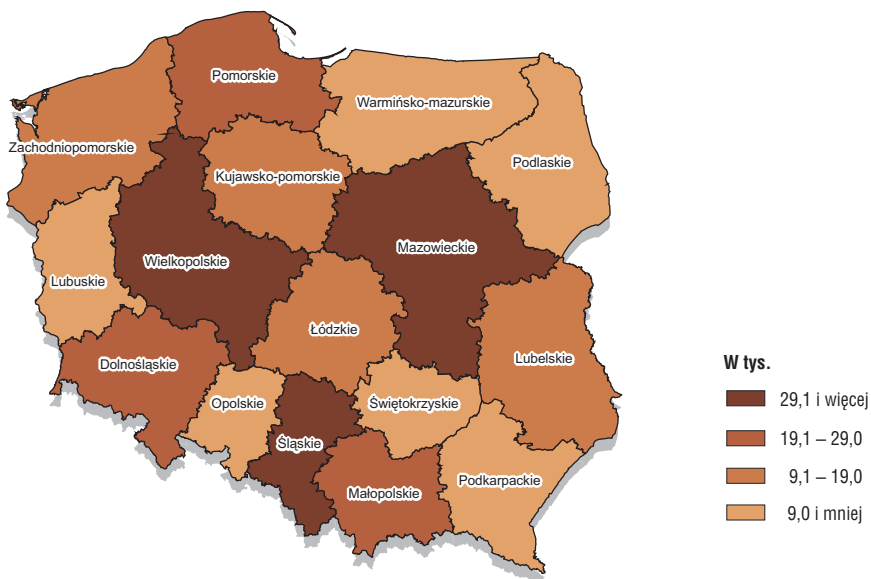 Pomorskie
Warmińsko-mazurskie
Zachodniopomorskie
Podlaskie
Kujawsko-pomorskie
Mazowieckie
Wielkopolskie
Lubuskie
Łódzkie
Lubelskie
Dolnośląskie
Opolskie
Świętokrzyskie
Śląskie
Podkarpackie
Małopolskie
W tys.
29,1 i więcej
19,1 – 29,0
9,1 – 19,0
9,0 i mniej